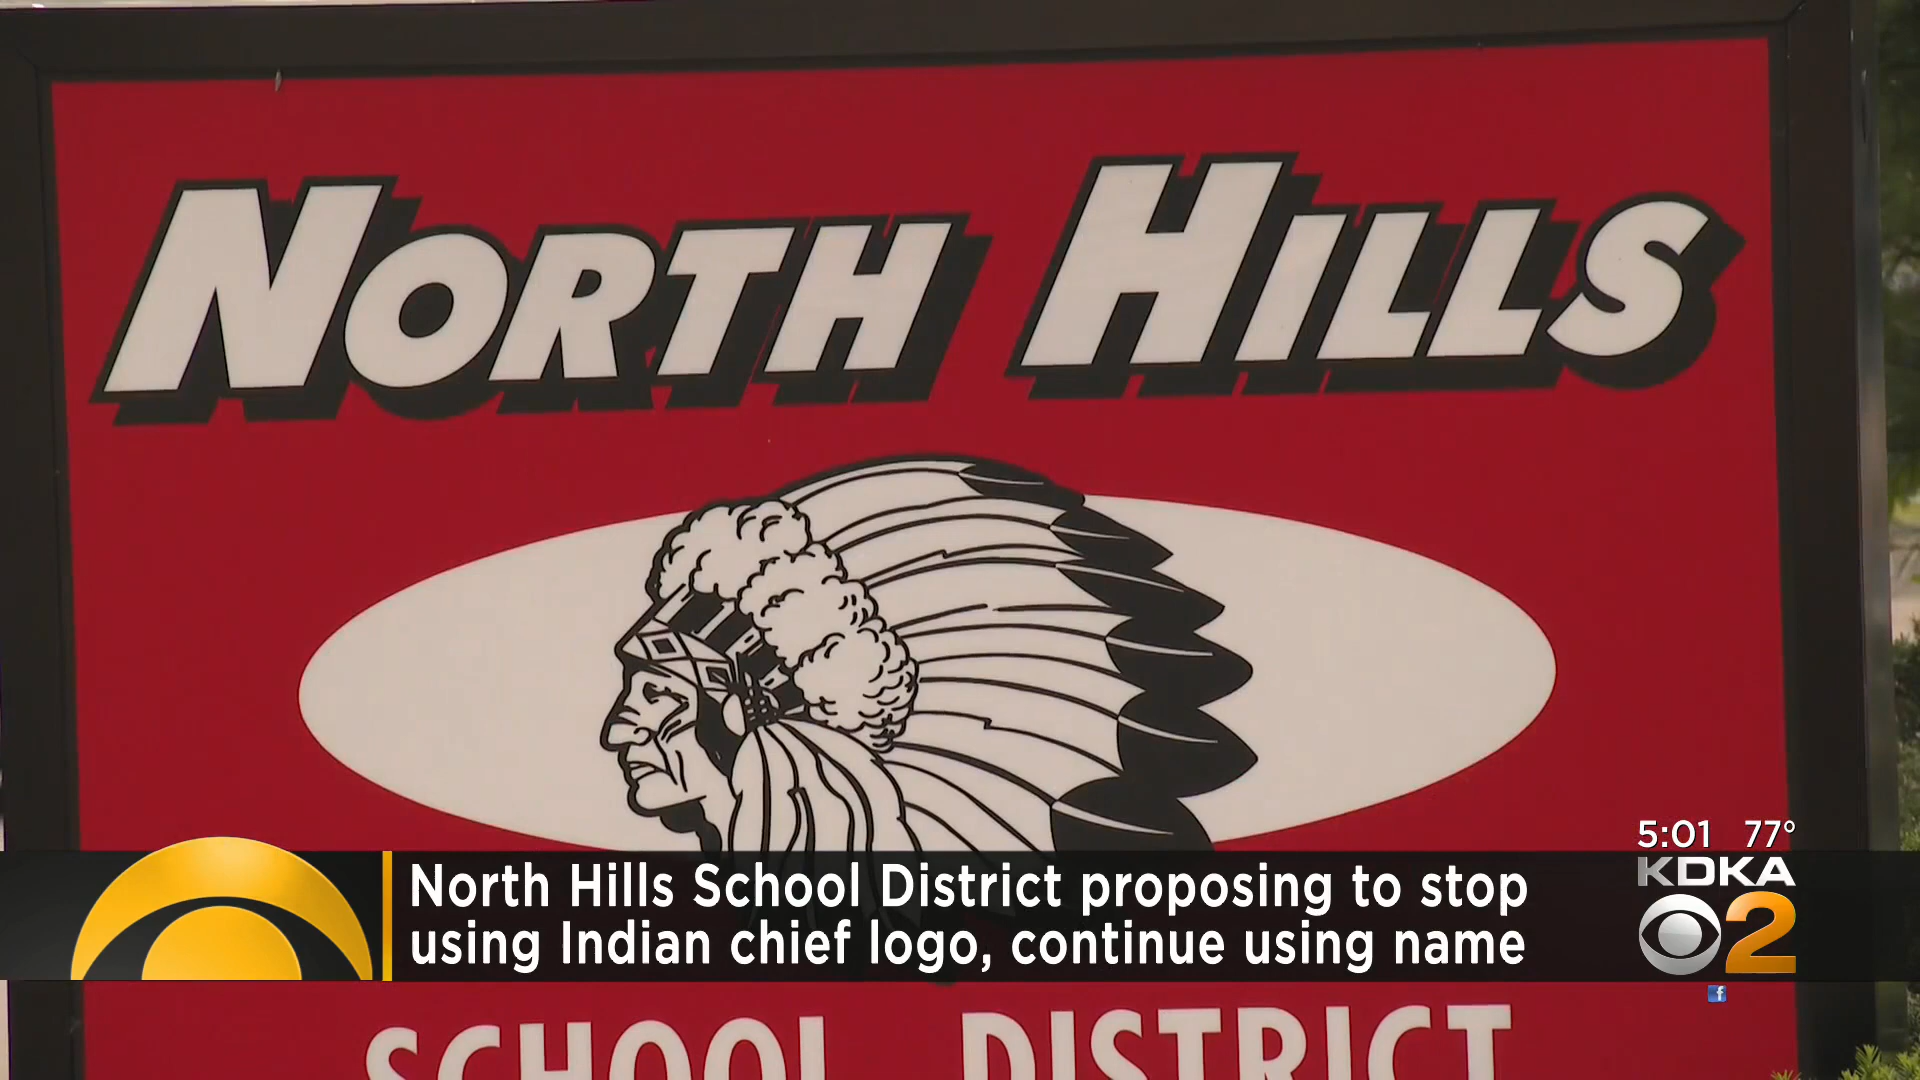 NORTH HILLS
5:01 77°
KDKA
2
North Hills School District proposing to stop
using Indian chief logo, continue using name
f
SCHOOL DISTRICT